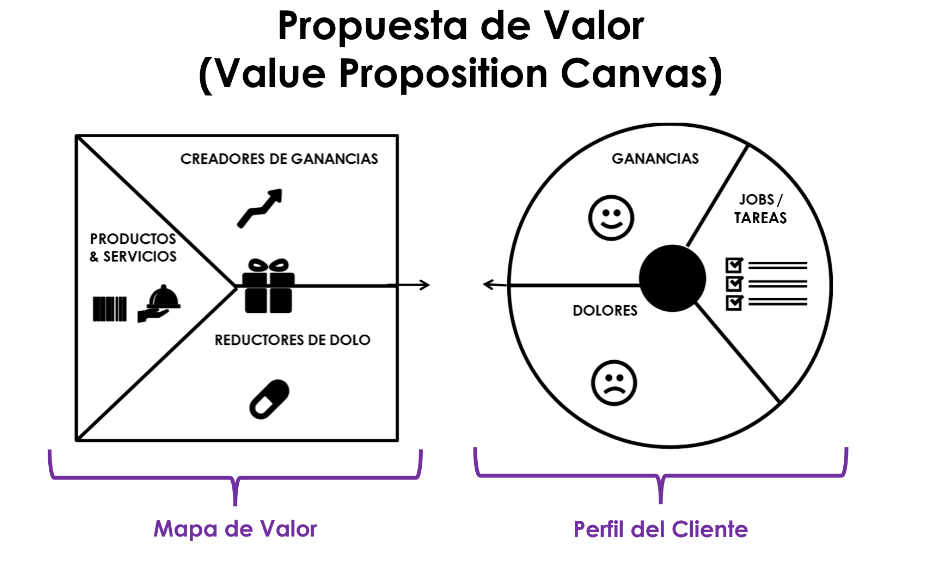 Propuesta de Valor
(Value Proposition Canvas)
CREADORES DE GANANCIAS
PRODUCTOS
& SERVICIOS
REDUCTORES DE DOLO
GANANCIAS
JOBS /
TAREAS
DOLORES
Mapa de Valor
Perfil del Cliente